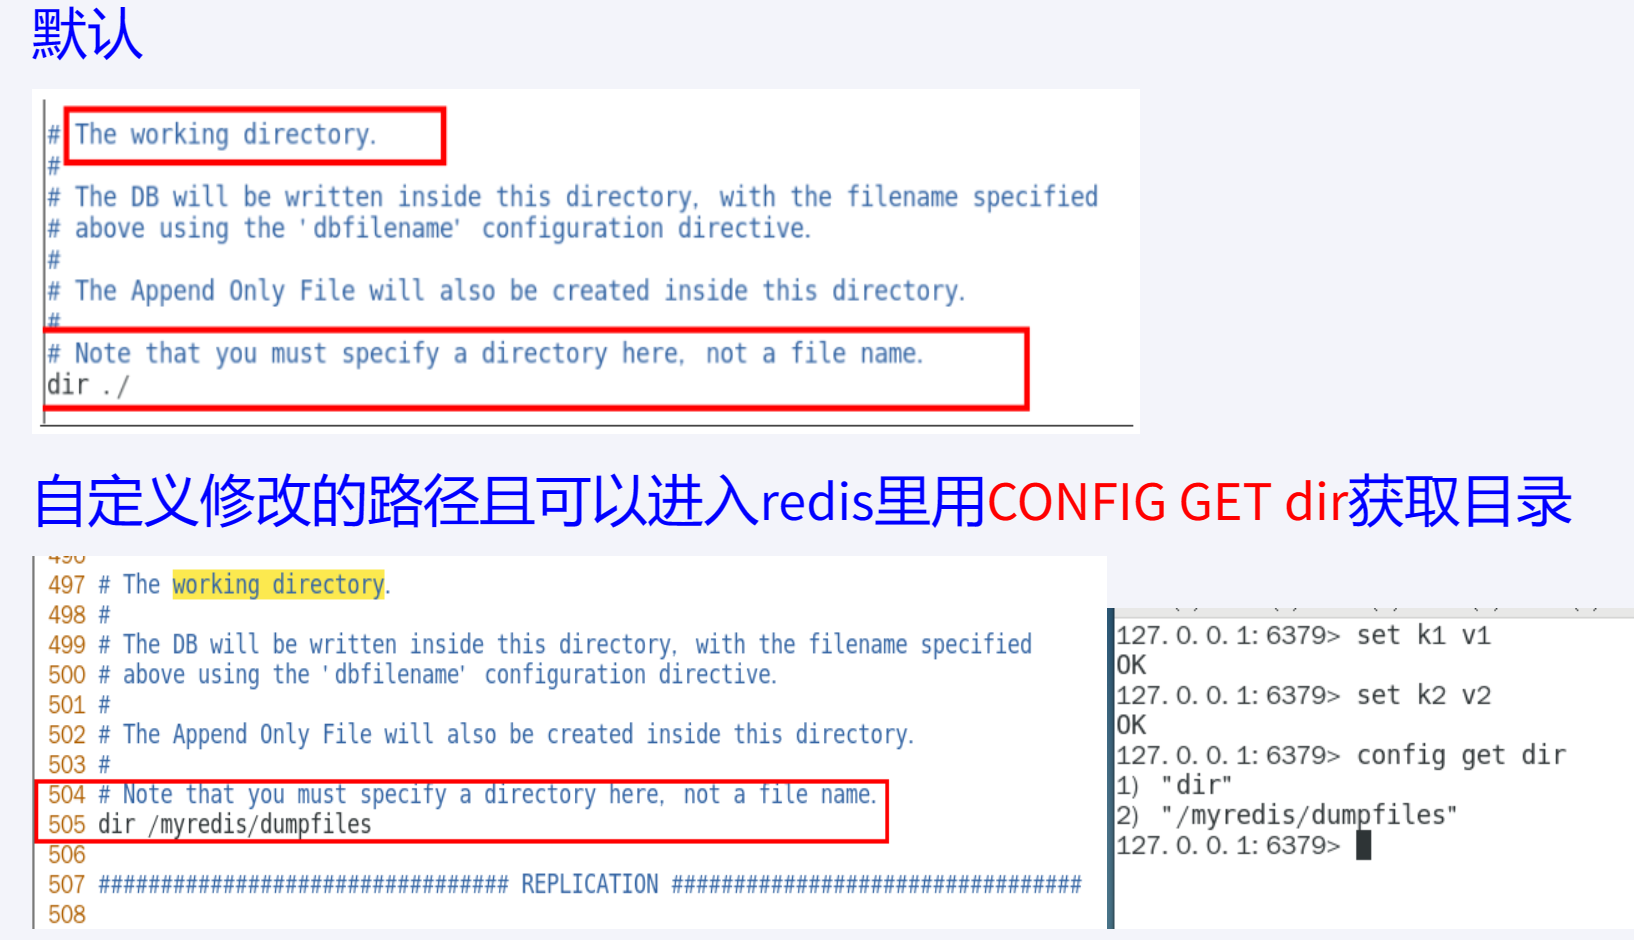 默认
# The working directory.
#
# The DB will be written inside this directory, with the filename specified
# above using the 'dbfilename' configuration directive.
#
# The Append Only File will also be created inside this directory.
#
# Note that you must specify a directory here, not a file name.
dir ./
自定义修改的路径且可以进入redis里用CONFIG GET dir获取目录
496
497 # The working directory.
498 #
499 # The DB will be written inside this directory, with the filename specified
500 # above using the 'dbfilename' configuration directive.
501 #
502 # The Append Only File will also be created inside this directory.
503 #
504 # Note that you must specify a directory here, not a file name.
505 dir /myredis/dumpfiles
506
507 ################################# REPLICATION #################################
508
127.0.0.1:6379> set k1 v1
OK
127.0.0.1:6379> set k2 v2
OK
127.0.0.1:6379> config get dir
1) "dir"
2) "/myredis/dumpfiles"
127.0.0.1:6379>